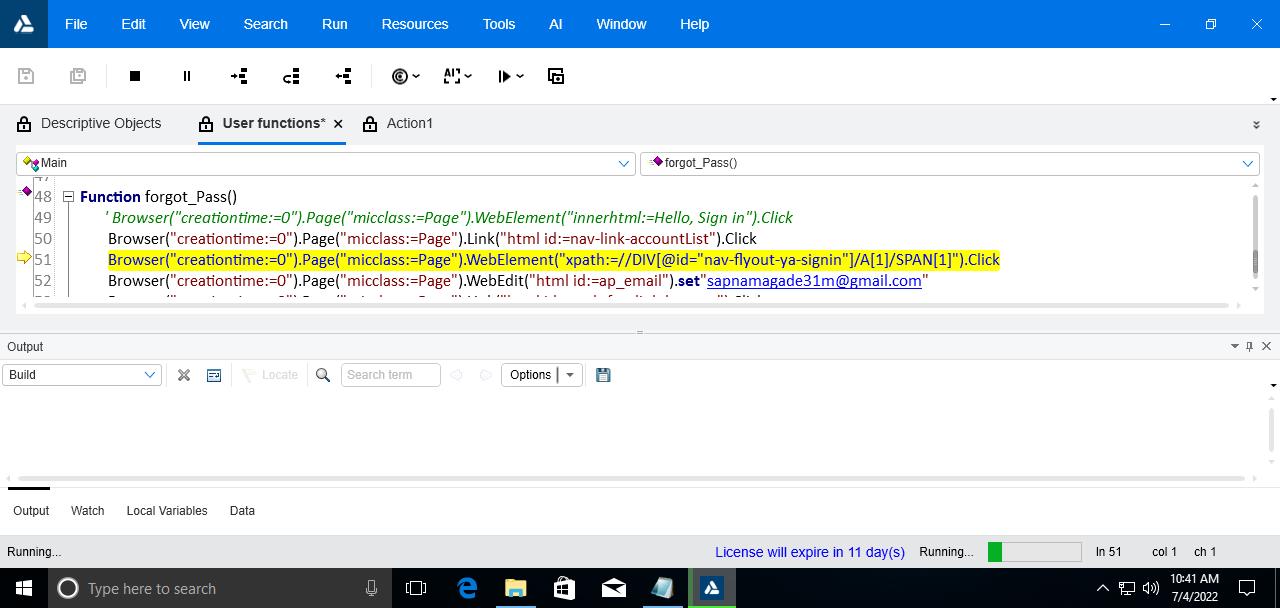 File Edit View Search Run Resources Tools AI Window Help
Descriptive Objects User functions* Action1
Main forgot_Pass()
47
48 Function forgot_Pass()
49 ' Browser("creationtime:=0").Page("micclass:=Page").WebElement("innerhtml:=Hello, Sign in").Click
50 Browser("creationtime:=0").Page("micclass:=Page").Link("html id:=nav-link-accountList").Click
51 Browser("creationtime:=0").Page("micclass:=Page").WebElement("xpath:=//DIV[@id="nav-flyout-ya-signin"]/A[1]/SPAN[1]").Click
52 Browser("creationtime:=0").Page("micclass:=Page").WebEdit("html id:=ap_email").set"sapnamagade31m@gmail.com"
Output
Build Locate Search term Options
Output Watch Local Variables Data
Running... License will expire in 11 day(s) Running... ln 51 col 1 ch 1
Type here to search
10:41 AM
7/4/2022